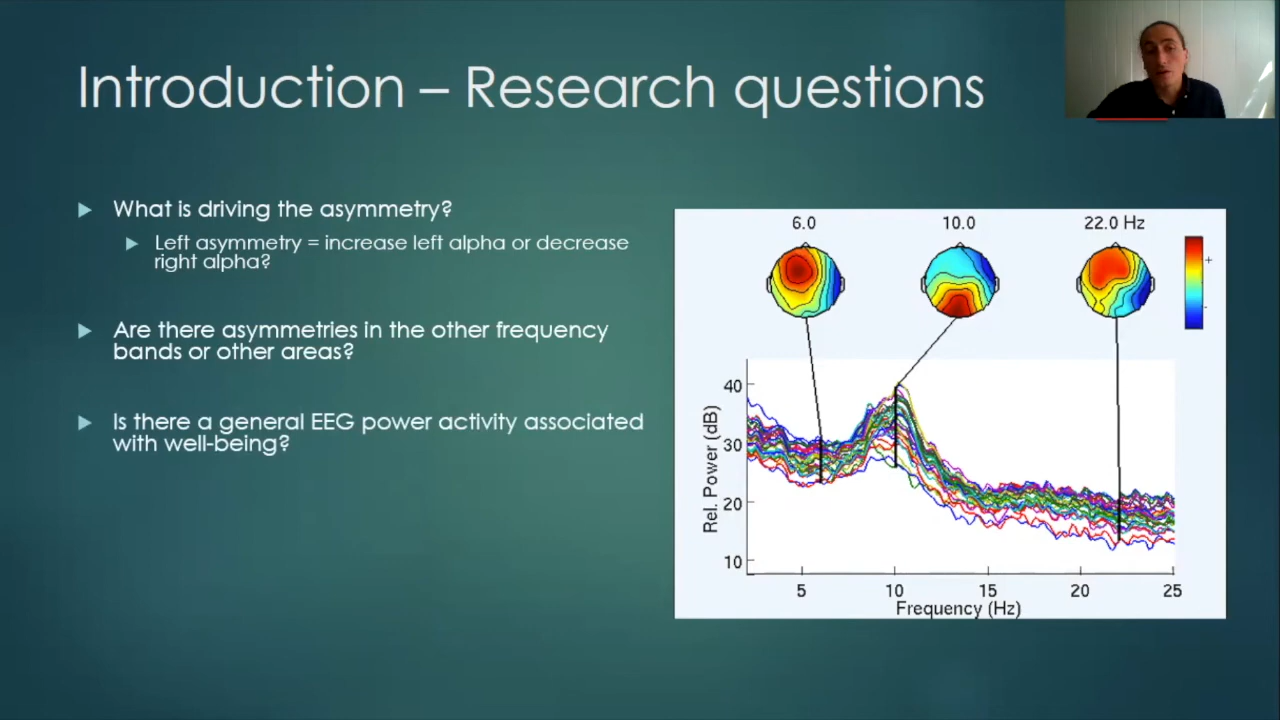 Introduction – Research questions
What is driving the asymmetry?
Left asymmetry = increase left alpha or decrease
right alpha?
Are there asymmetries in the other frequency
bands or other areas?
Is there a general EEG power activity associated
with well-being?
6.0
10.0
22.0 Hz
+
-
40
30
20
10
Rel. Power (dB)
5
10
15
20
25
Frequency (Hz)